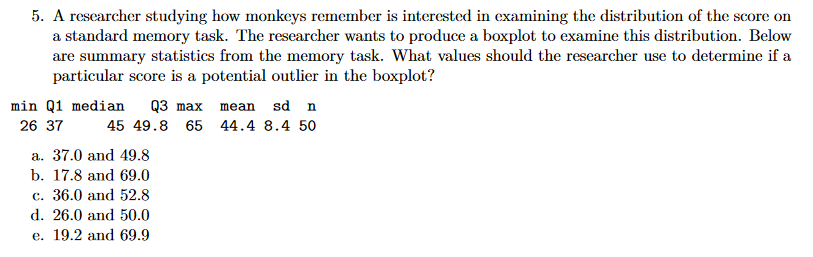 5. A researcher studying how monkeys remember is interested in examining the distribution of the score on
a standard memory task. The researcher wants to produce a boxplot to examine this distribution. Below
are summary statistics from the memory task. What values should the researcher use to determine if a
particular score is a potential outlier in the boxplot?
min Q1 median Q3 max mean sd n
26 37 45 49.8 65 44.4 8.4 50
a. 37.0 and 49.8
b. 17.8 and 69.0
c. 36.0 and 52.8
d. 26.0 and 50.0
e. 19.2 and 69.9